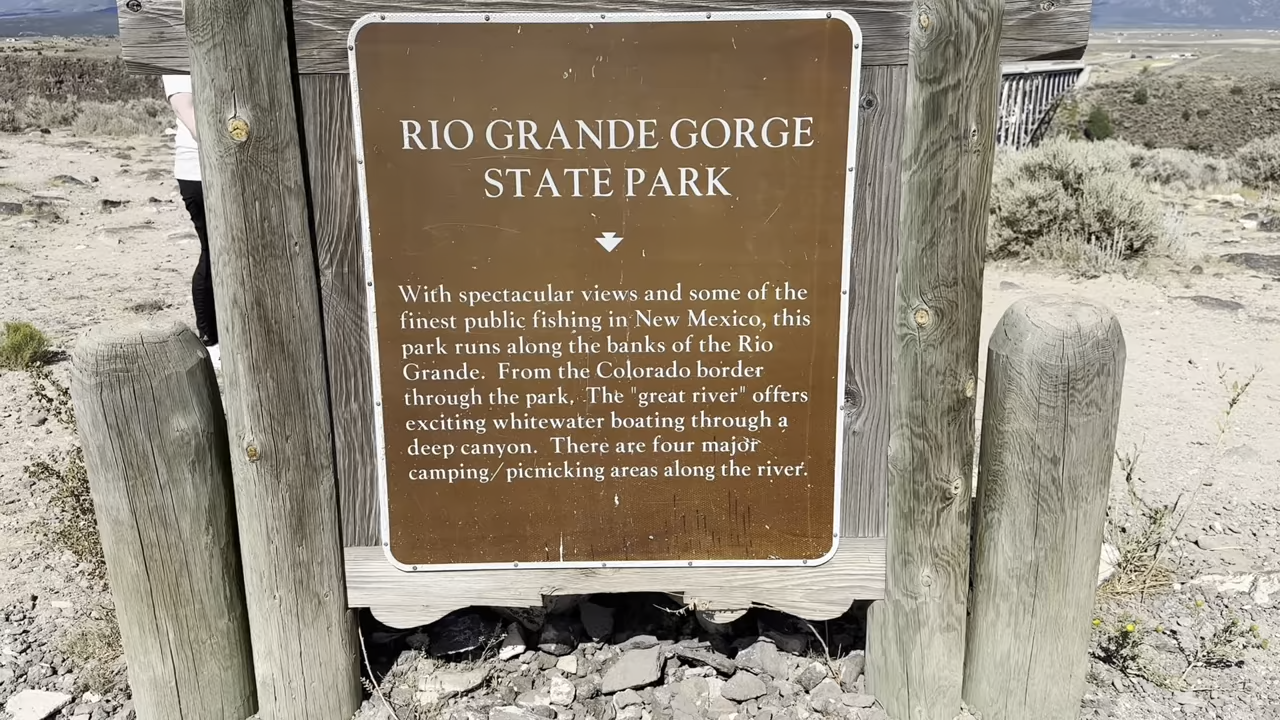 RIO GRANDE GORGE
STATE PARK
With spectacular views and some of the
finest public fishing in New Mexico, this
park runs along the banks of the Rio
Grande. From the Colorado border
through the park, The "great river" offers
exciting whitewater boating through a
deep canyon. There are four major
camping/picnicking areas along the river.